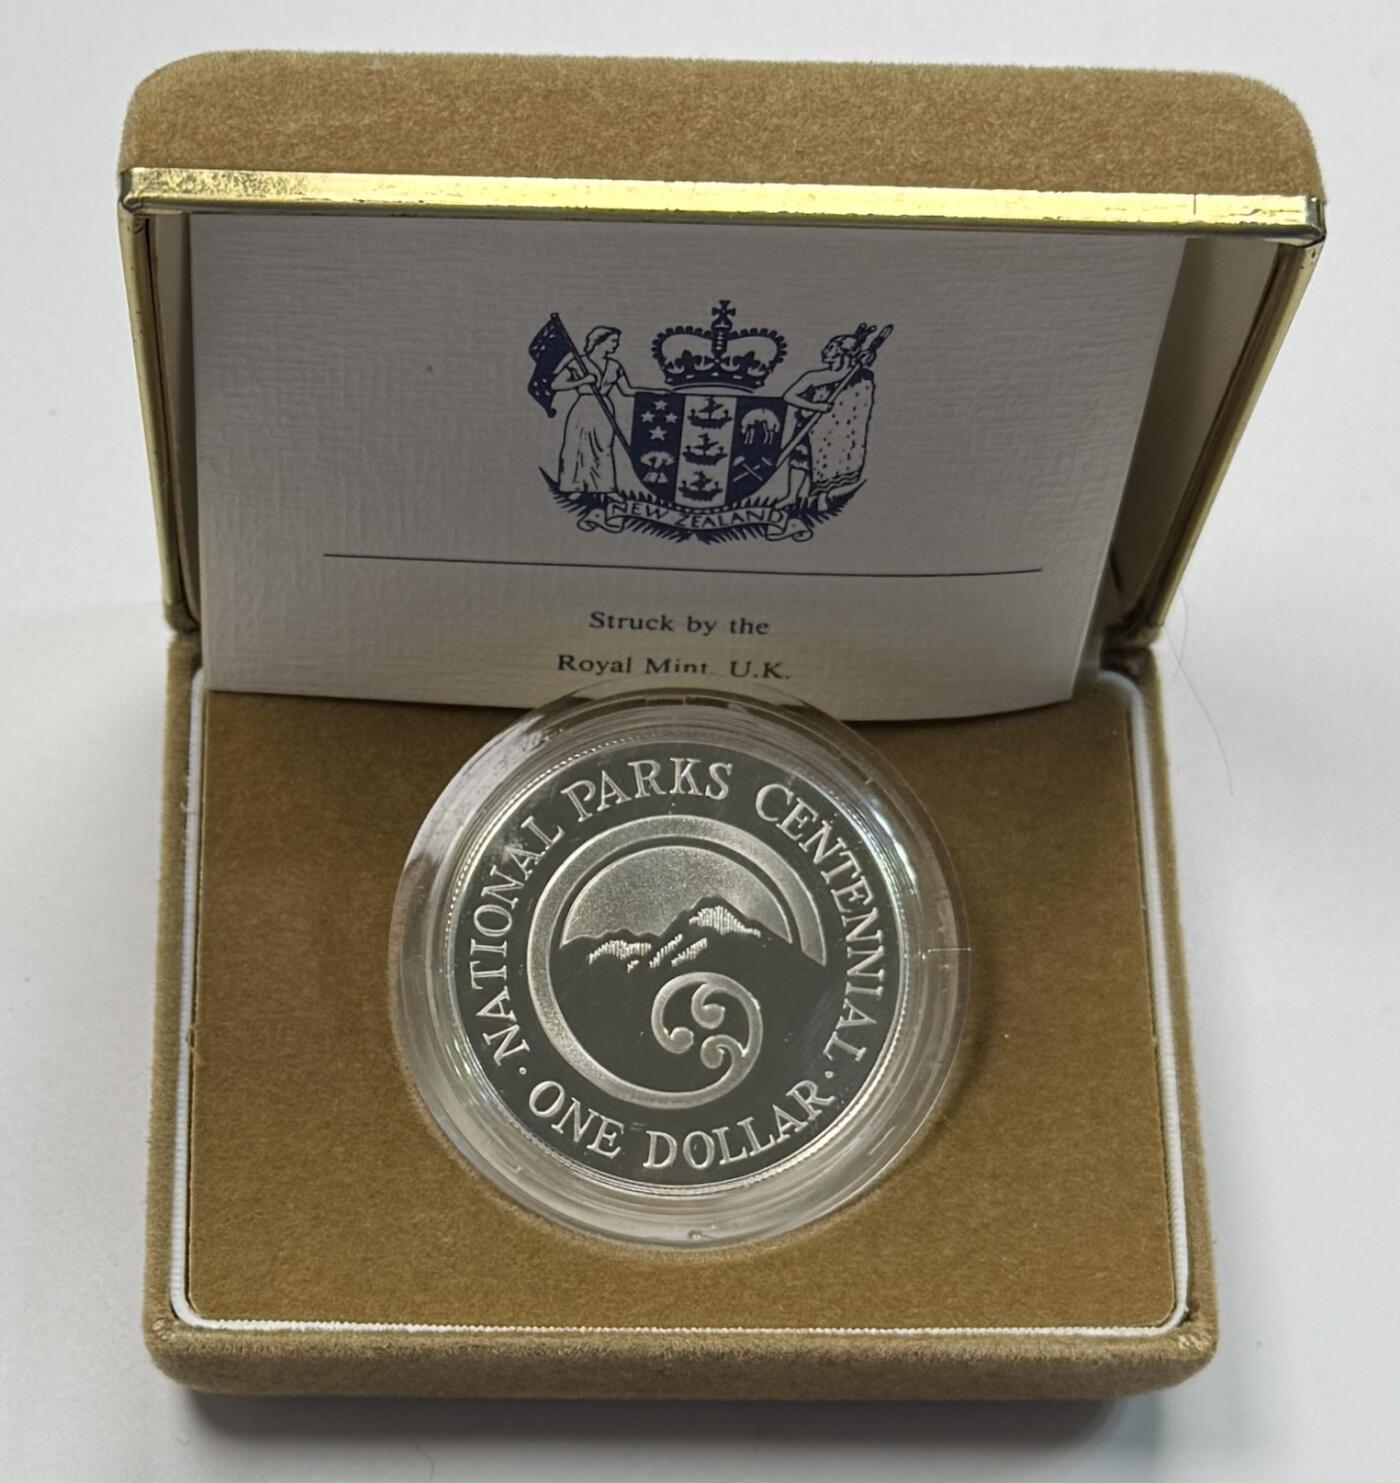 NEW ZEALAND
Struck by the
Royal Mint, U.K.
NATIONAL PARKS CENTENNIAL
· ONE DOLLAR ·